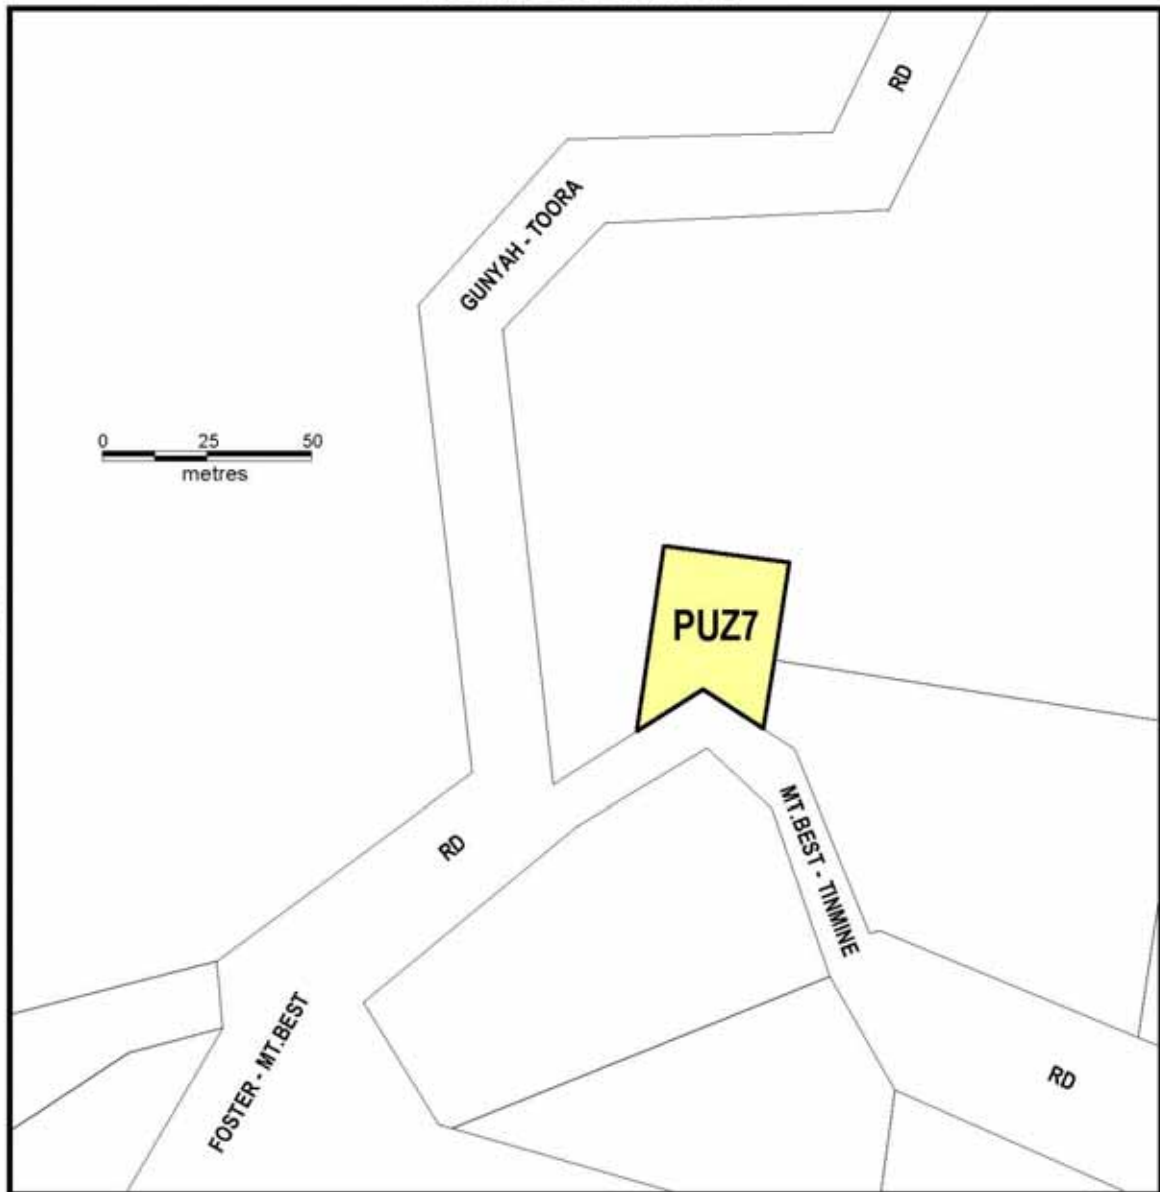 RD
GUNYAH - TOORA
0 25 50
metres
PUZ7
MT.BEST - TINMINE
RD
FOSTER - MT.BEST
RD